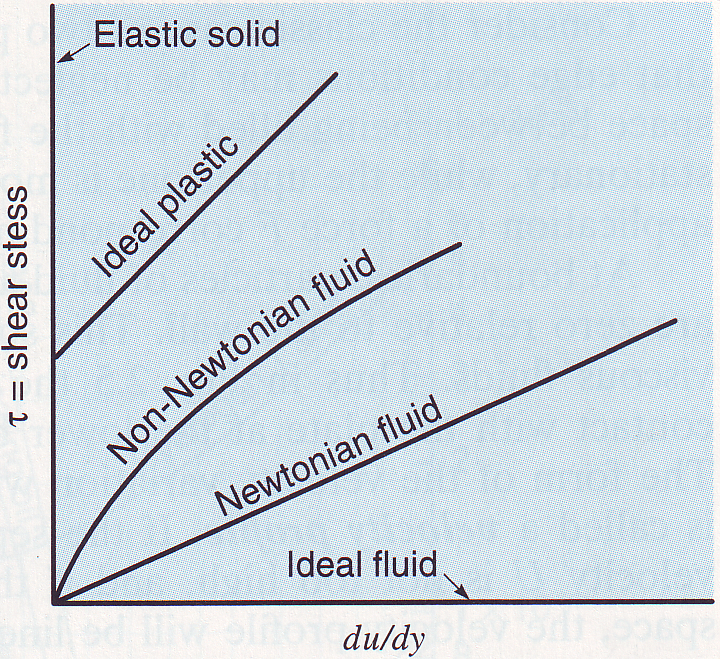 Elastic solid
Ideal plastic
Non-Newtonian fluid
Newtonian fluid
Ideal fluid
τ = shear stess
du/dy